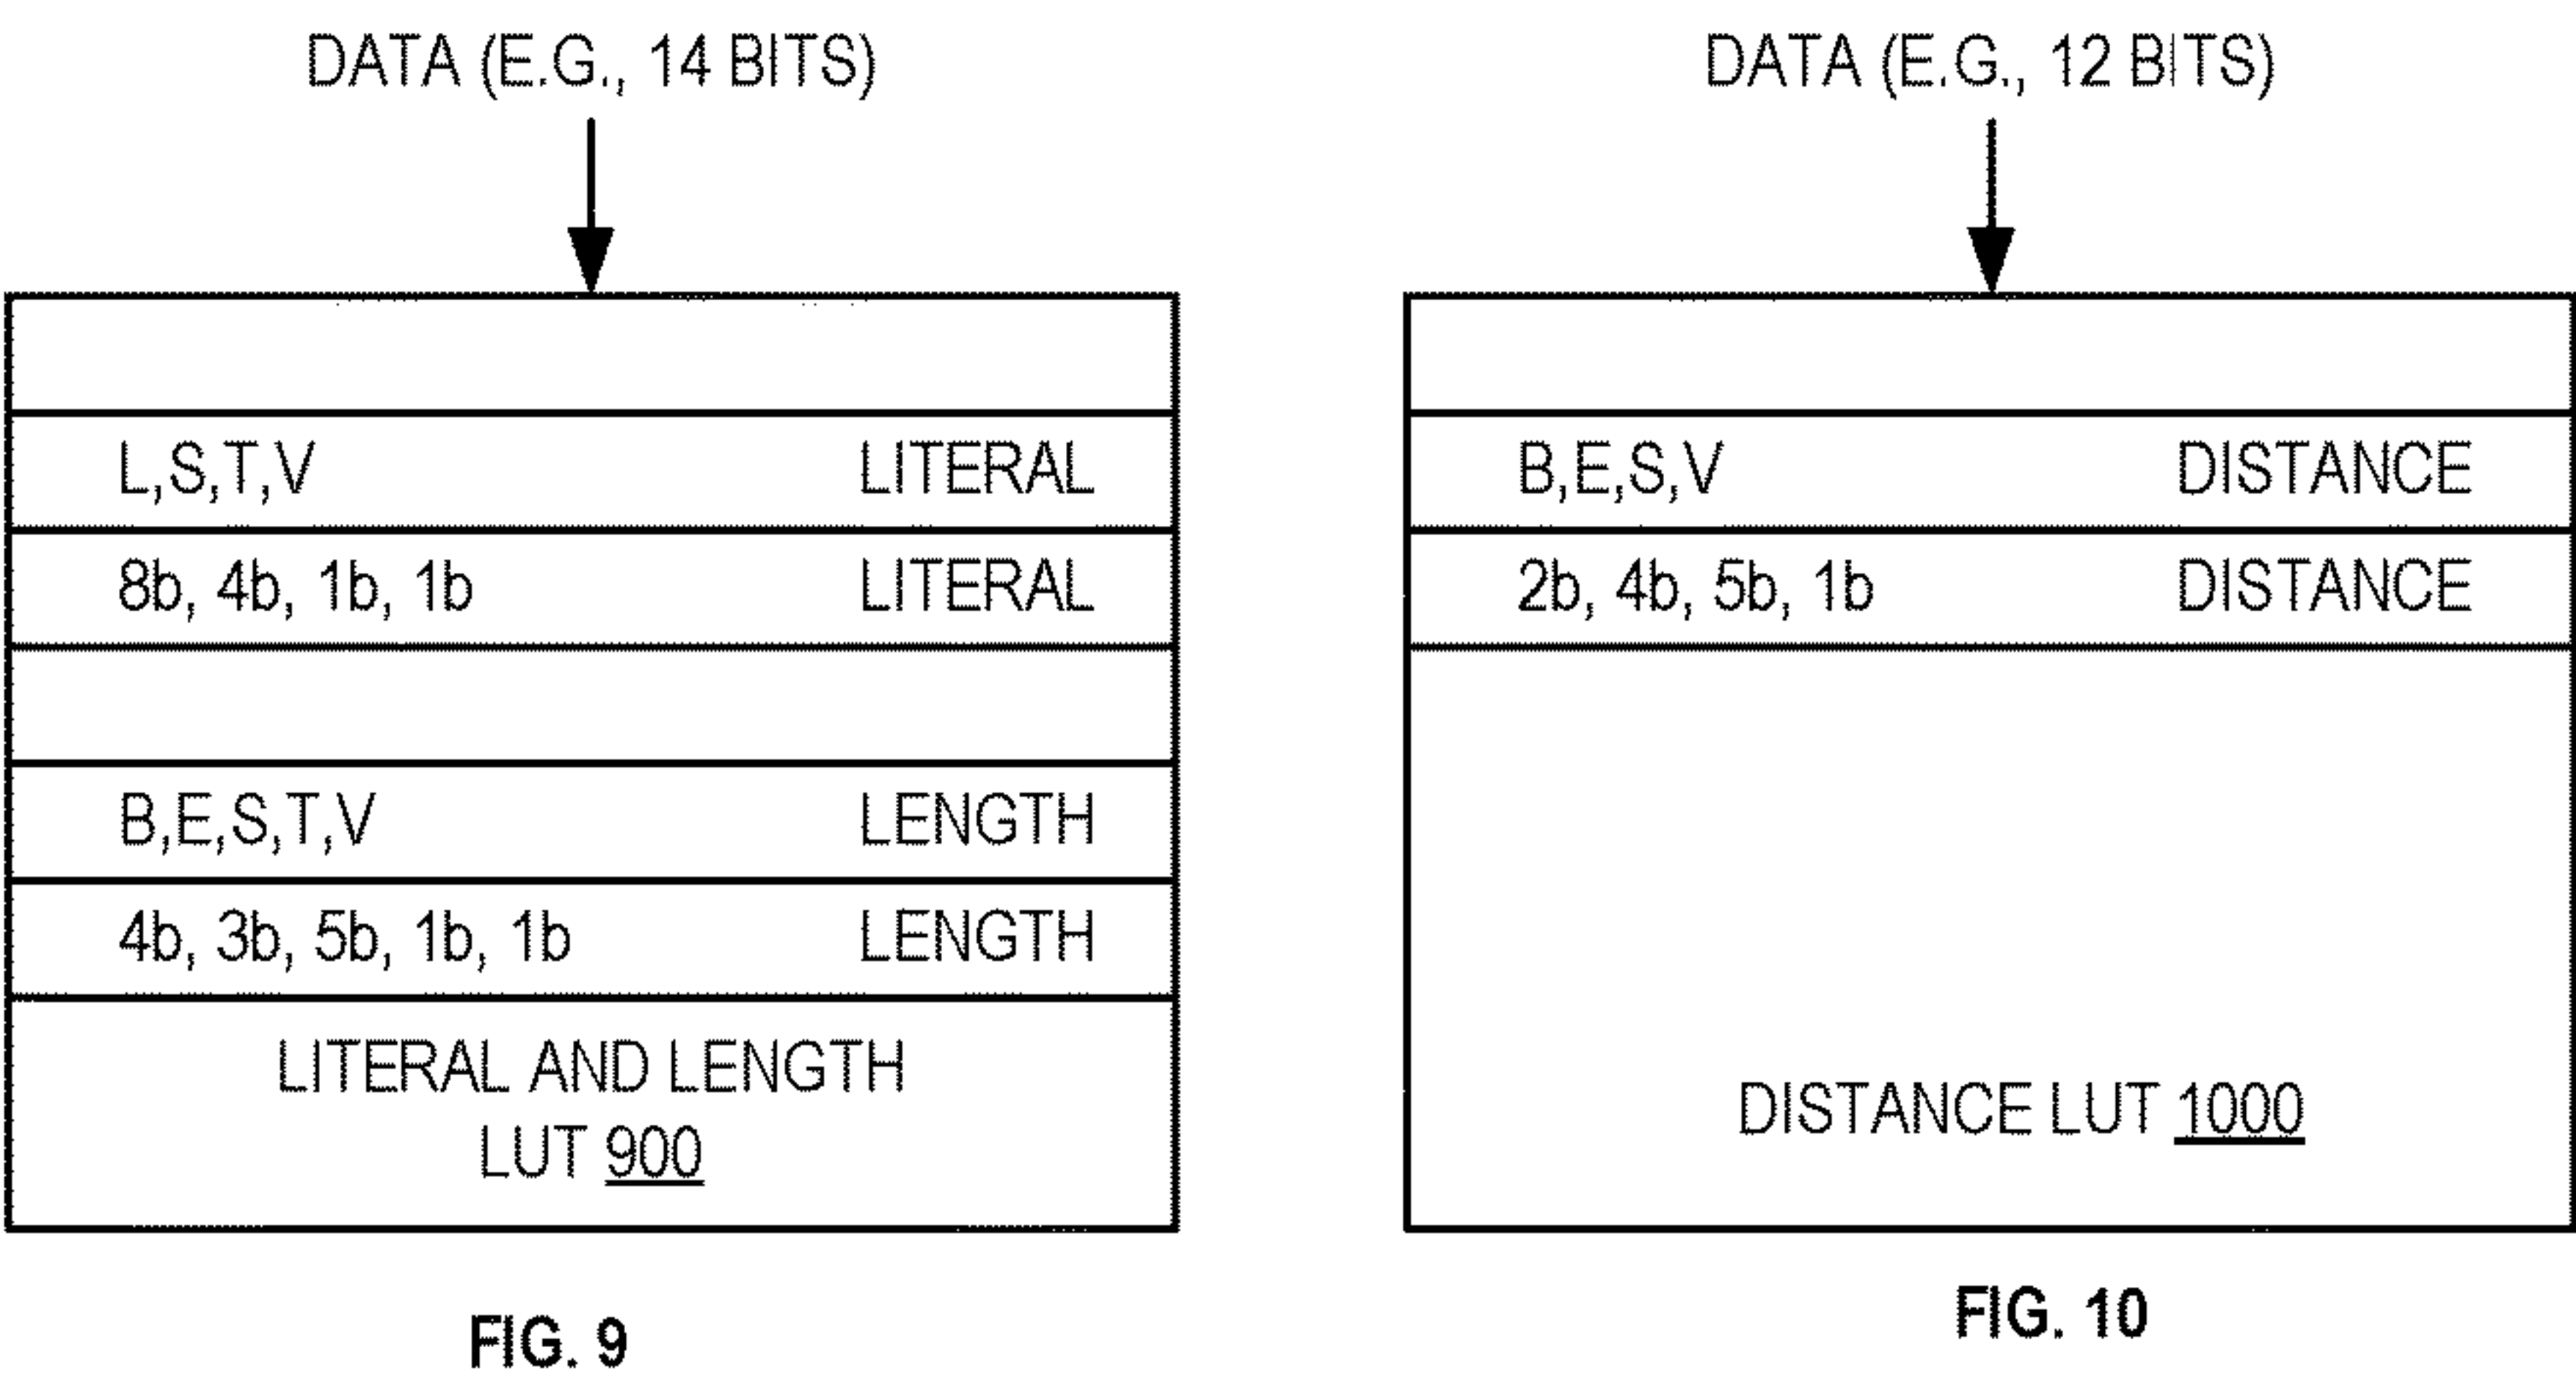 DATA (E.G., 14 BITS)
L,S,T,V LITERAL
8b, 4b, 1b, 1b LITERAL
B,E,S,T,V LENGTH
4b, 3b, 5b, 1b, 1b LENGTH
LITERAL AND LENGTH
LUT 900
FIG. 9
DATA (E.G., 12 BITS)
B,E,S,V DISTANCE
2b, 4b, 5b, 1b DISTANCE
DISTANCE LUT 1000
FIG. 10